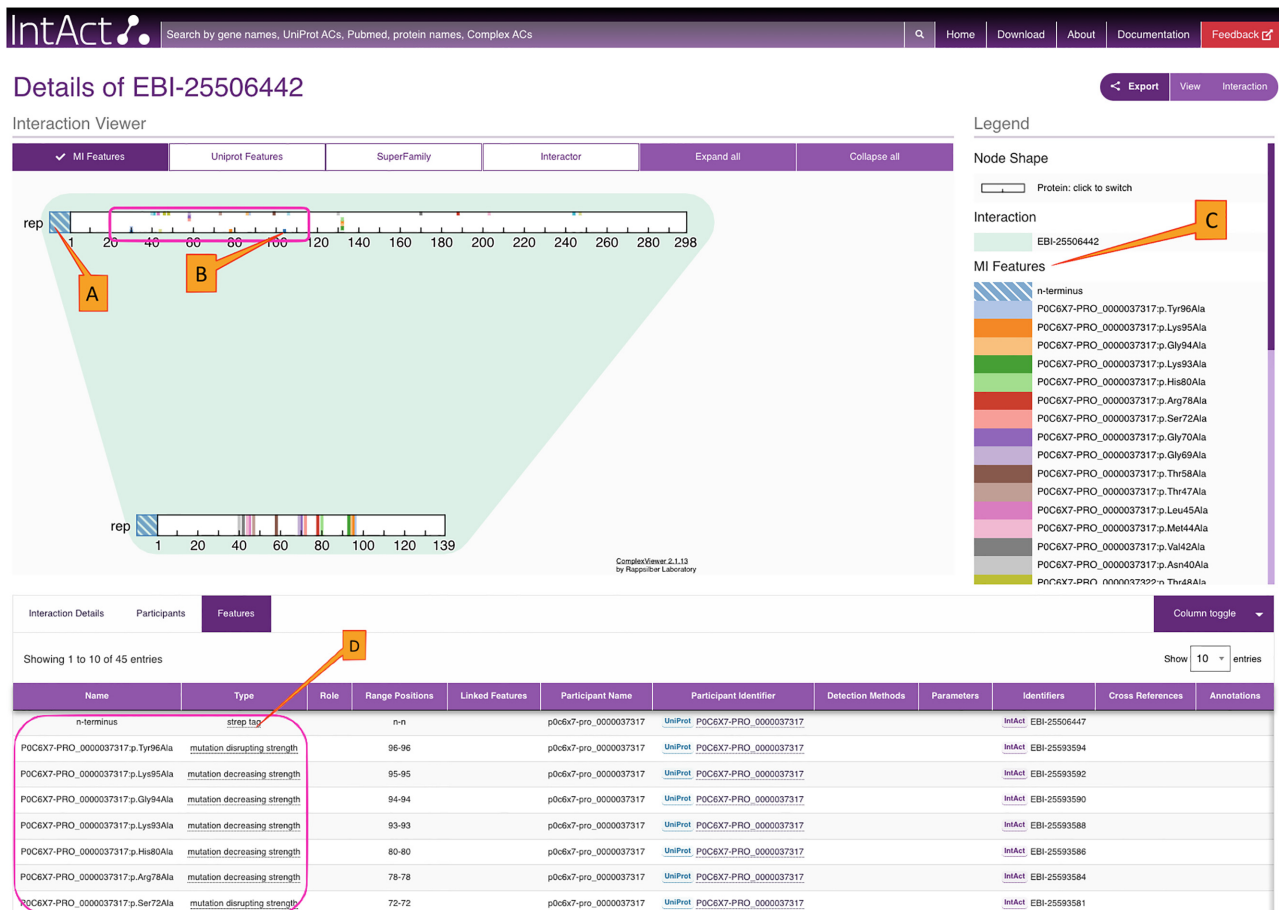 IntAct
Search by gene names, UniProt ACs, Pubmed, protein names, Complex ACs
Home Download About Documentation Feedback
Details of EBI-25506442
Export View Interaction
Interaction Viewer
Legend
MI Features Uniprot Features SuperFamily Interactor Expand all Collapse all
Node Shape
Protein: click to switch
Interaction
EBI-25506442
MI Features
n-terminus
P0C6X7-PRO_0000037317:p.Tyr96Ala
P0C6X7-PRO_0000037317:p.Lys95Ala
P0C6X7-PRO_0000037317:p.Gly94Ala
P0C6X7-PRO_0000037317:p.Lys93Ala
P0C6X7-PRO_0000037317:p.His80Ala
P0C6X7-PRO_0000037317:p.Arg78Ala
P0C6X7-PRO_0000037317:p.Ser72Ala
P0C6X7-PRO_0000037317:p.Gly70Ala
P0C6X7-PRO_0000037317:p.Gly69Ala
P0C6X7-PRO_0000037317:p.Thr58Ala
P0C6X7-PRO_0000037317:p.Thr47Ala
P0C6X7-PRO_0000037317:p.Leu45Ala
P0C6X7-PRO_0000037317:p.Met44Ala
P0C6X7-PRO_0000037317:p.Val42Ala
P0C6X7-PRO_0000037317:p.Asn40Ala
P0C6X7-PRO_0000037322:p.Thr48Ala
C
rep
1 20 40 60 80 100 120 140 160 180 200 220 240 260 280 298
A
B
rep
1 20 40 60 80 100 120 139
ComplexViewer 2.1.13
by Rappsilber Laboratory
Interaction Details Participants Features
Column toggle
D
Showing 1 to 10 of 45 entries
Show 10 entries
Name Type Role Range Positions Linked Features Participant Name Participant Identifier Detection Methods Parameters Identifiers Cross References Annotations
n-terminus strep tag n-n p0c6x7-pro_0000037317 UniProt P0C6X7-PRO_0000037317 IntAct EBI-25506447
P0C6X7-PRO_0000037317:p.Tyr96Ala mutation disrupting strength 96-96 p0c6x7-pro_0000037317 UniProt P0C6X7-PRO_0000037317 IntAct EBI-25593594
P0C6X7-PRO_0000037317:p.Lys95Ala mutation decreasing strength 95-95 p0c6x7-pro_0000037317 UniProt P0C6X7-PRO_0000037317 IntAct EBI-25593592
P0C6X7-PRO_0000037317:p.Gly94Ala mutation decreasing strength 94-94 p0c6x7-pro_0000037317 UniProt P0C6X7-PRO_0000037317 IntAct EBI-25593590
P0C6X7-PRO_0000037317:p.Lys93Ala mutation decreasing strength 93-93 p0c6x7-pro_0000037317 UniProt P0C6X7-PRO_0000037317 IntAct EBI-25593588
P0C6X7-PRO_0000037317:p.His80Ala mutation decreasing strength 80-80 p0c6x7-pro_0000037317 UniProt P0C6X7-PRO_0000037317 IntAct EBI-25593586
P0C6X7-PRO_0000037317:p.Arg78Ala mutation decreasing strength 78-78 p0c6x7-pro_0000037317 UniProt P0C6X7-PRO_0000037317 IntAct EBI-25593584
P0C6X7-PRO_0000037317:p.Ser72Ala mutation disrupting strength 72-72 p0c6x7-pro_0000037317 UniProt P0C6X7-PRO_0000037317 IntAct EBI-25593581